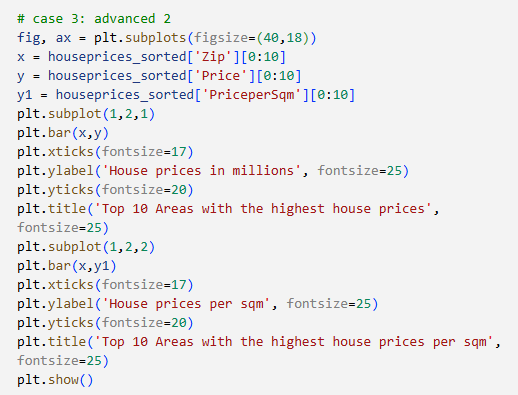 # case 3: advanced 2
fig, ax = plt.subplots(figsize=(40,18))
x = houseprices_sorted['Zip'][0:10]
y = houseprices_sorted['Price'][0:10]
y1 = houseprices_sorted['PriceperSqm'][0:10]
plt.subplot(1,2,1)
plt.bar(x,y)
plt.xticks(fontsize=17)
plt.ylabel('House prices in millions', fontsize=25)
plt.yticks(fontsize=20)
plt.title('Top 10 Areas with the highest house prices',
fontsize=25)
plt.subplot(1,2,2)
plt.bar(x,y1)
plt.xticks(fontsize=17)
plt.ylabel('House prices per sqm', fontsize=25)
plt.yticks(fontsize=20)
plt.title('Top 10 Areas with the highest house prices per sqm',
fontsize=25)
plt.show()